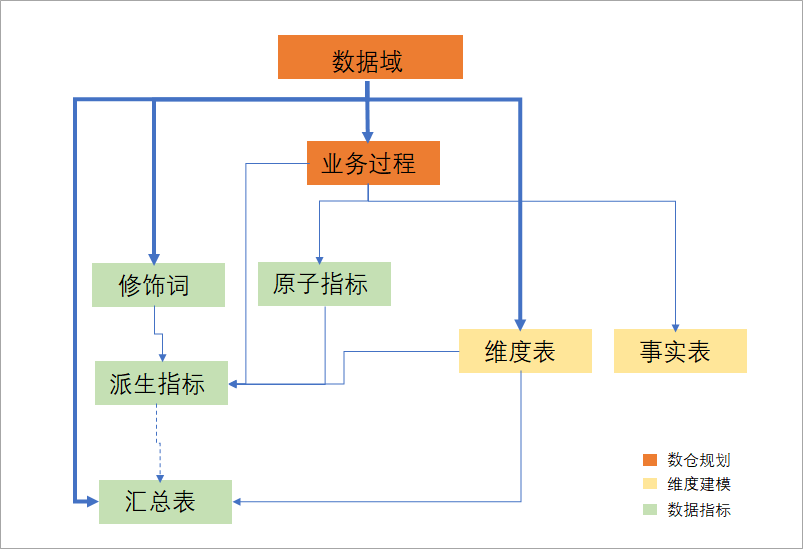 数据域
业务过程
修饰词
原子指标
维度表
事实表
派生指标
汇总表
数仓规划
维度建模
数据指标